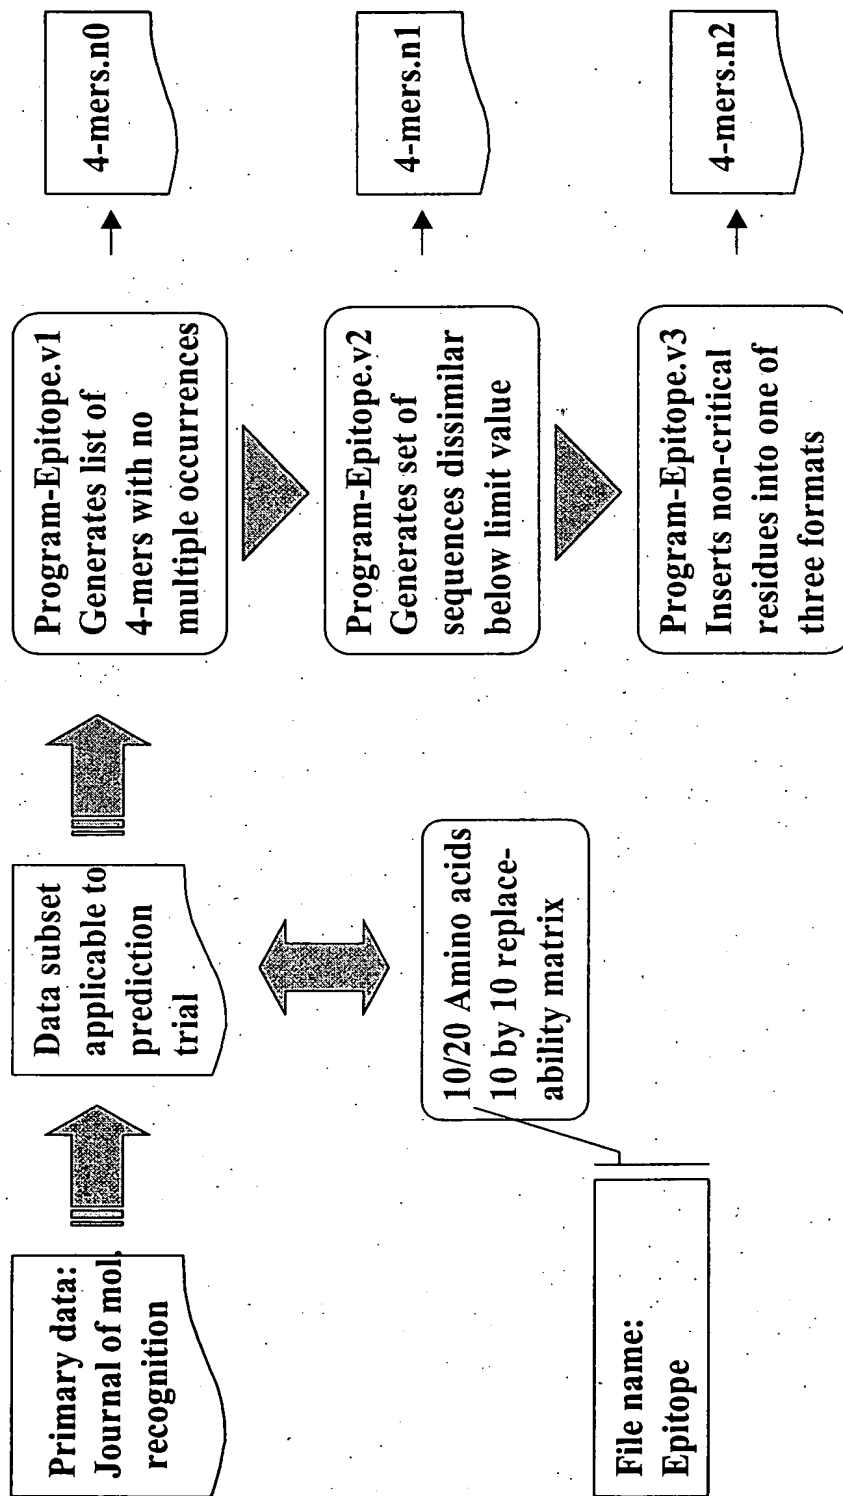 Primary data:
Journal of mol.
recognition
Data subset
applicable to
prediction
trial
Program-Epitope.v1
Generates list of
4-mers with no
multiple occurrences
4-mers.n0
File name:
Epitope
10/20 Amino acids
10 by 10 replace-
ability matrix
Program-Epitope.v2
Generates set of
sequences dissimilar
below limit value
4-mers.n1
Program-Epitope.v3
Inserts non-critical
residues into one of
three formats
4-mers.n2